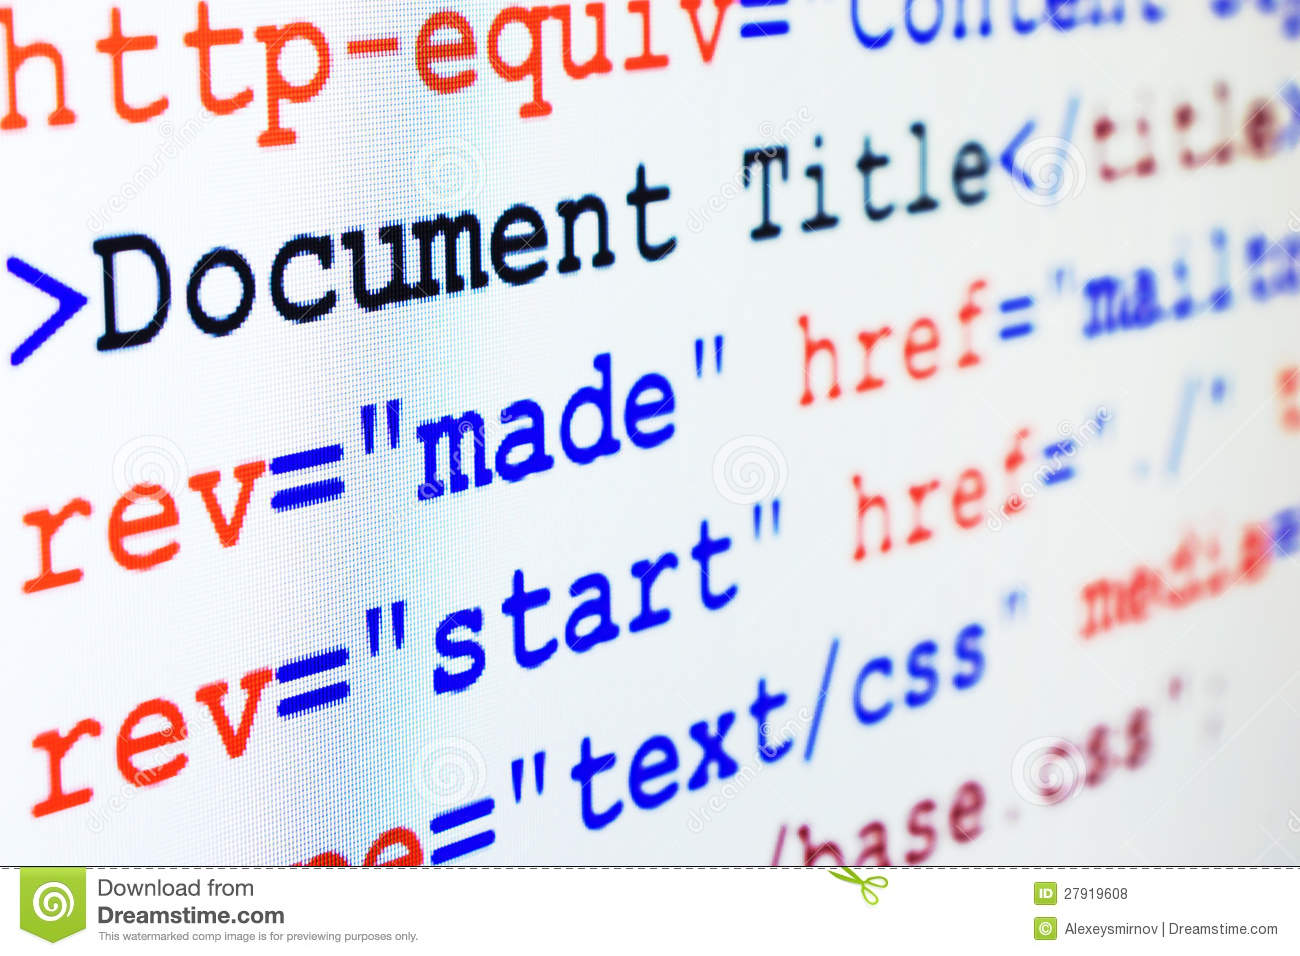 http-equiv="Content
>Document Title</title>
rev="made" href="mailto
rev="start" href="./"
="text/css" media=
/base.css";
Download from
Dreamstime.com
This watermarked comp image is for previewing purposes only.
ID 27919608
© Alexeysmirnov | Dreamstime.com